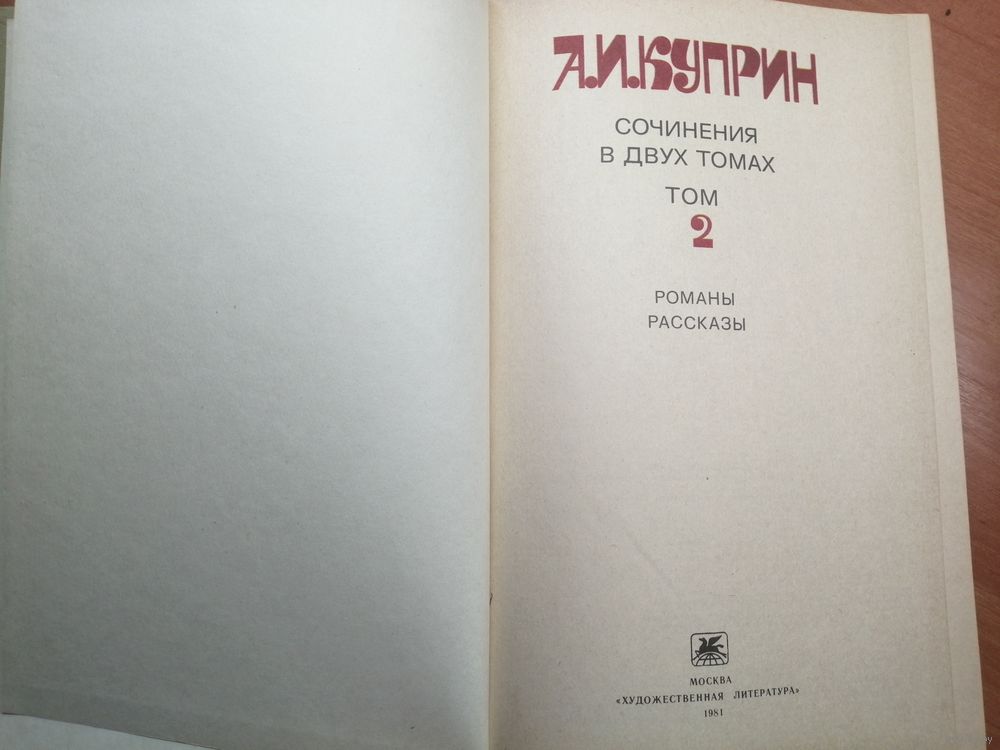 А.И.КУПРИН
СОЧИНЕНИЯ
В ДВУХ ТОМАХ
ТОМ
2
РОМАНЫ
РАССКАЗЫ
МОСКВА
«ХУДОЖЕСТВЕННАЯ ЛИТЕРАТУРА»
1981